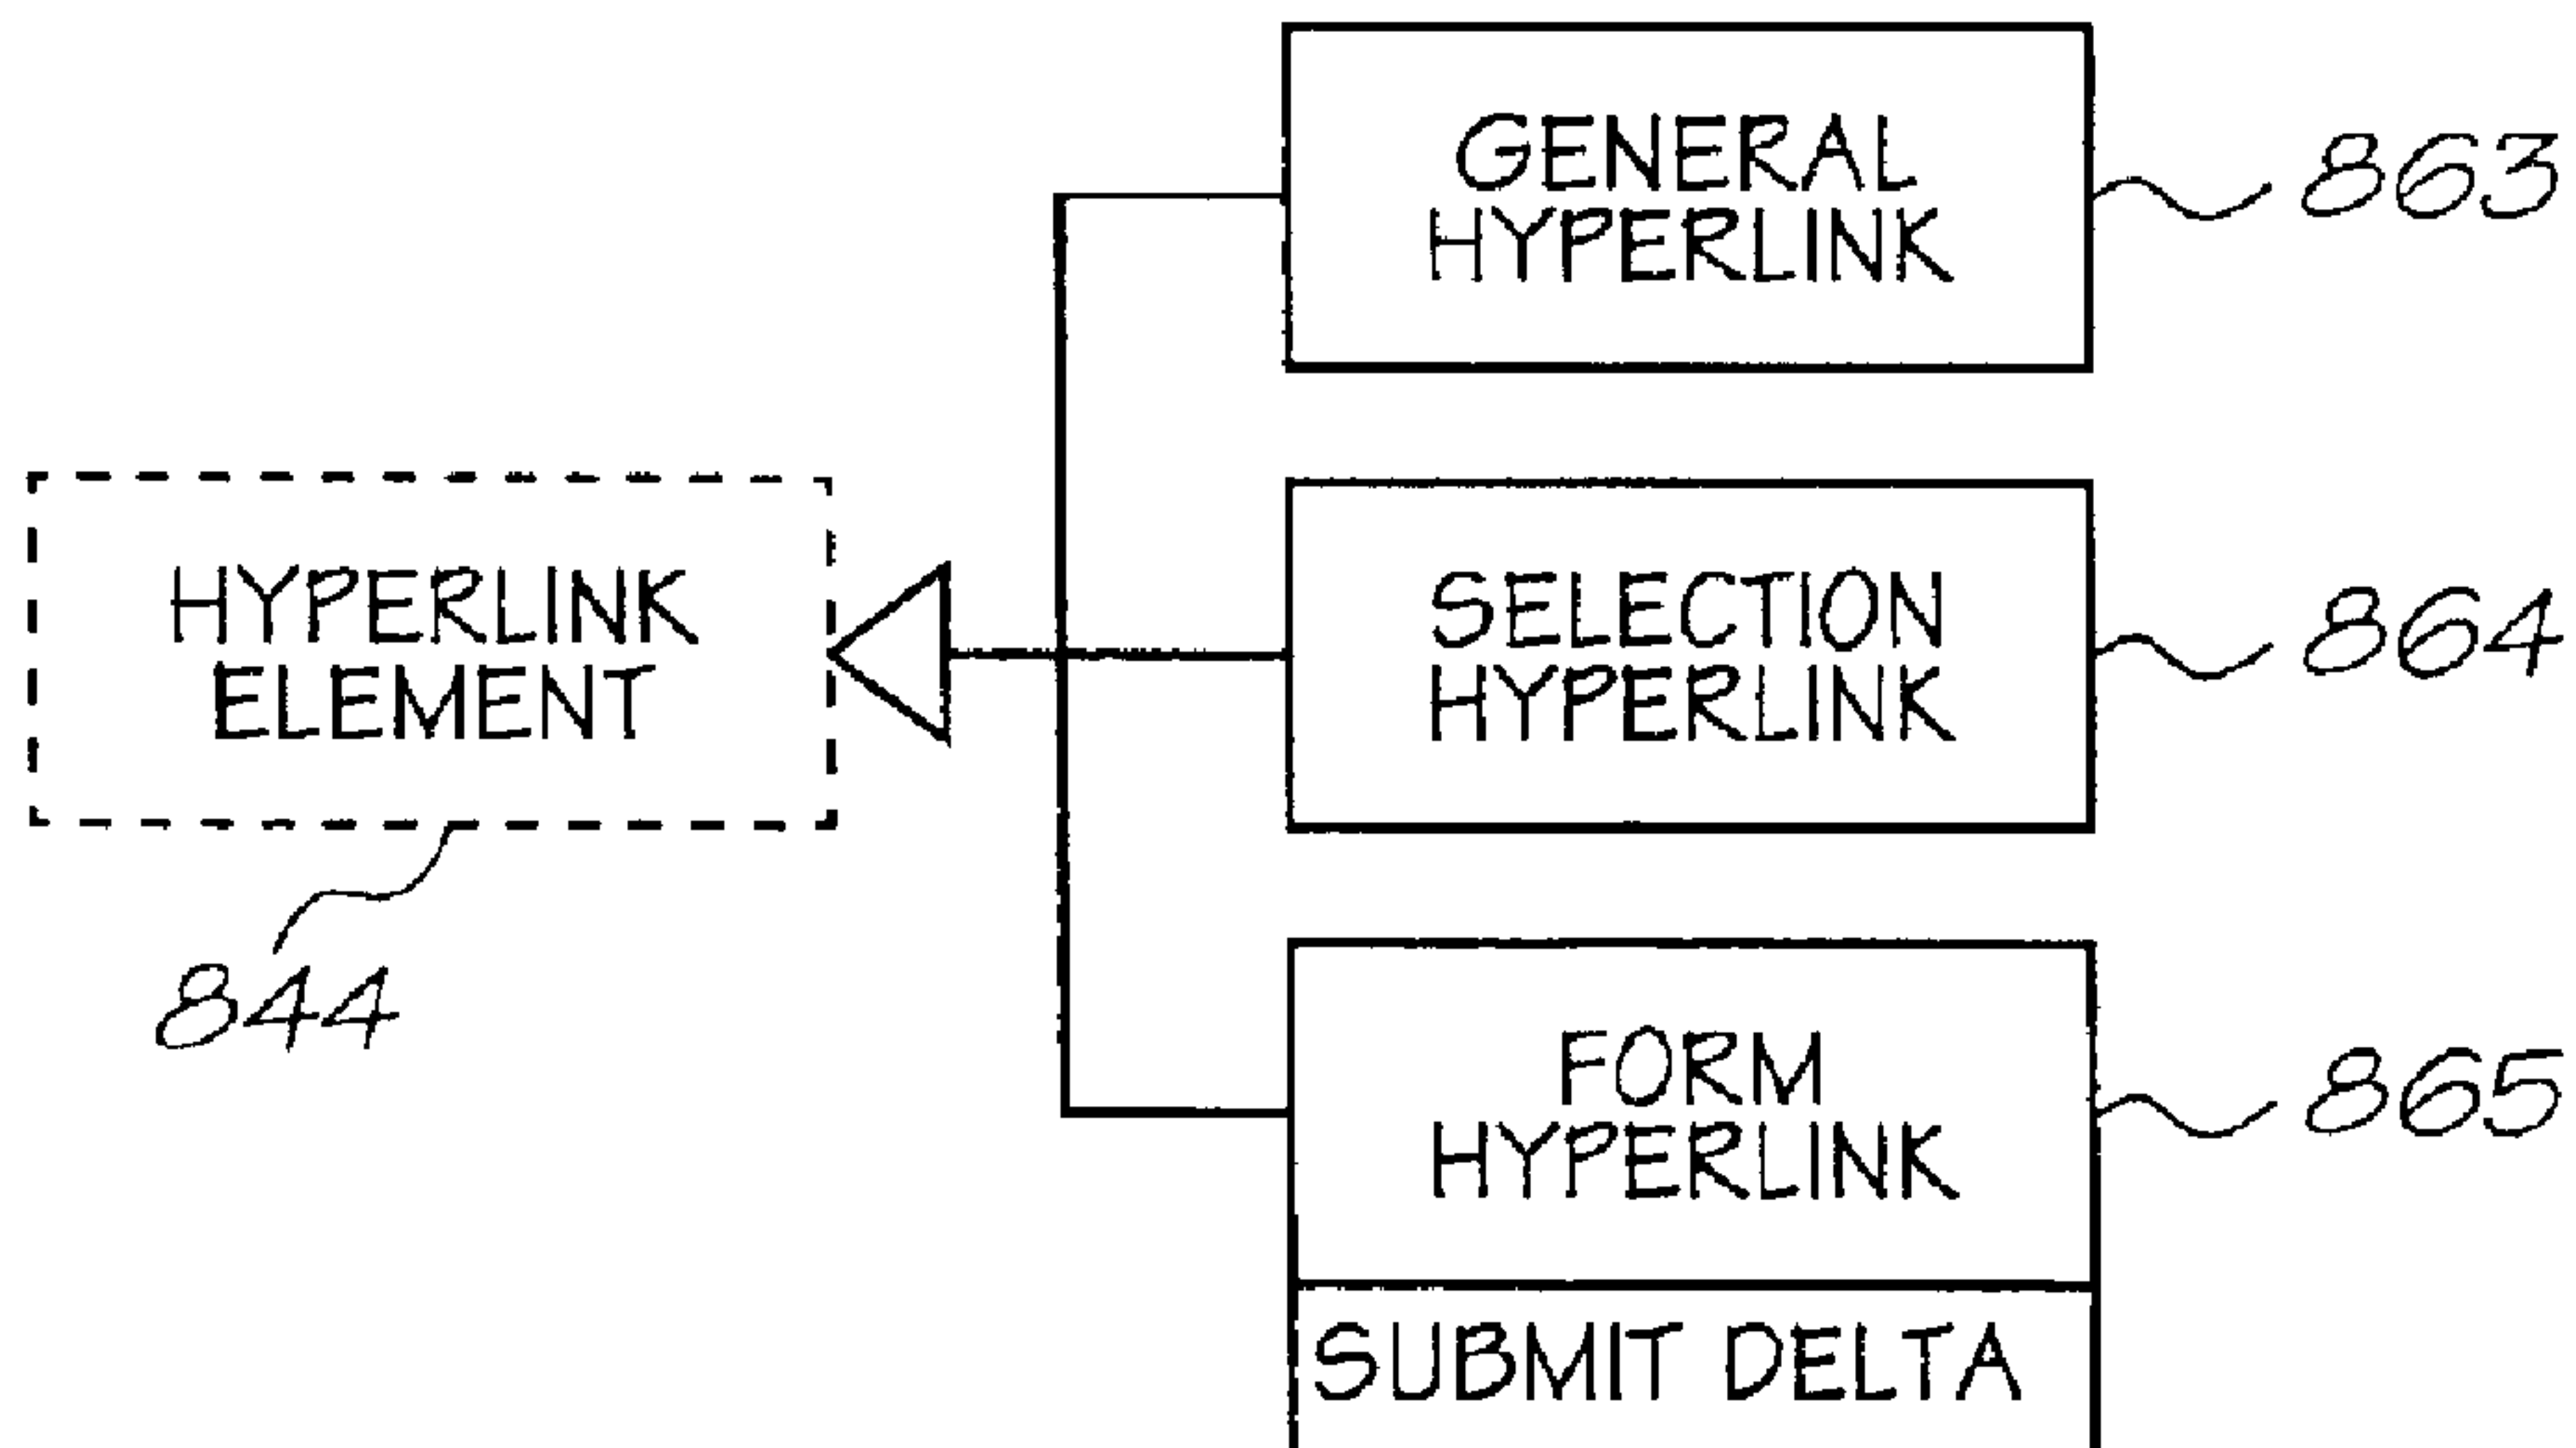 GENERAL
HYPERLINK
863
HYPERLINK
ELEMENT
844
SELECTION
HYPERLINK
864
FORM
HYPERLINK
865
SUBMIT DELTA